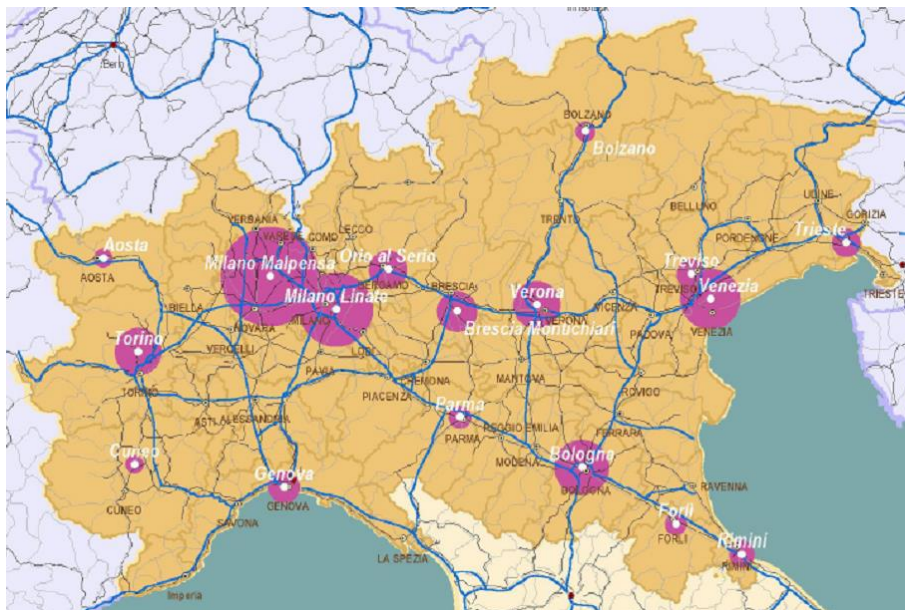 Innsbruck
Bern
BOLZANO
Bolzano
TRENTO
BELLUNO
UDINE
GORIZIA
PORDENONE
Trieste
TRIESTE
VERBANIA
VARESE
COMO
LECCO
Aosta
AOSTA
Orio al Serio
BERGAMO
Milano Malpensa
Treviso
TREVISO
Venezia
VENEZIA
Milano Linate
MILANO
BRESCIA
Brescia Montichiari
Verona
VERONA
VICENZA
PADOVA
BIELLA
NOVARA
VERCELLI
LODI
PAVIA
Torino
TORINO
CREMONA
MANTOVA
ROVIGO
PIACENZA
ASTI
ALESSANDRIA
Parma
PARMA
REGGIO EMILIA
FERRARA
MODENA
Bologna
BOLOGNA
Cuneo
CUNEO
Genova
GENOVA
SAVONA
RAVENNA
Forlì
FORLI
LA SPEZIA
Rimini
RIMINI
Imperia